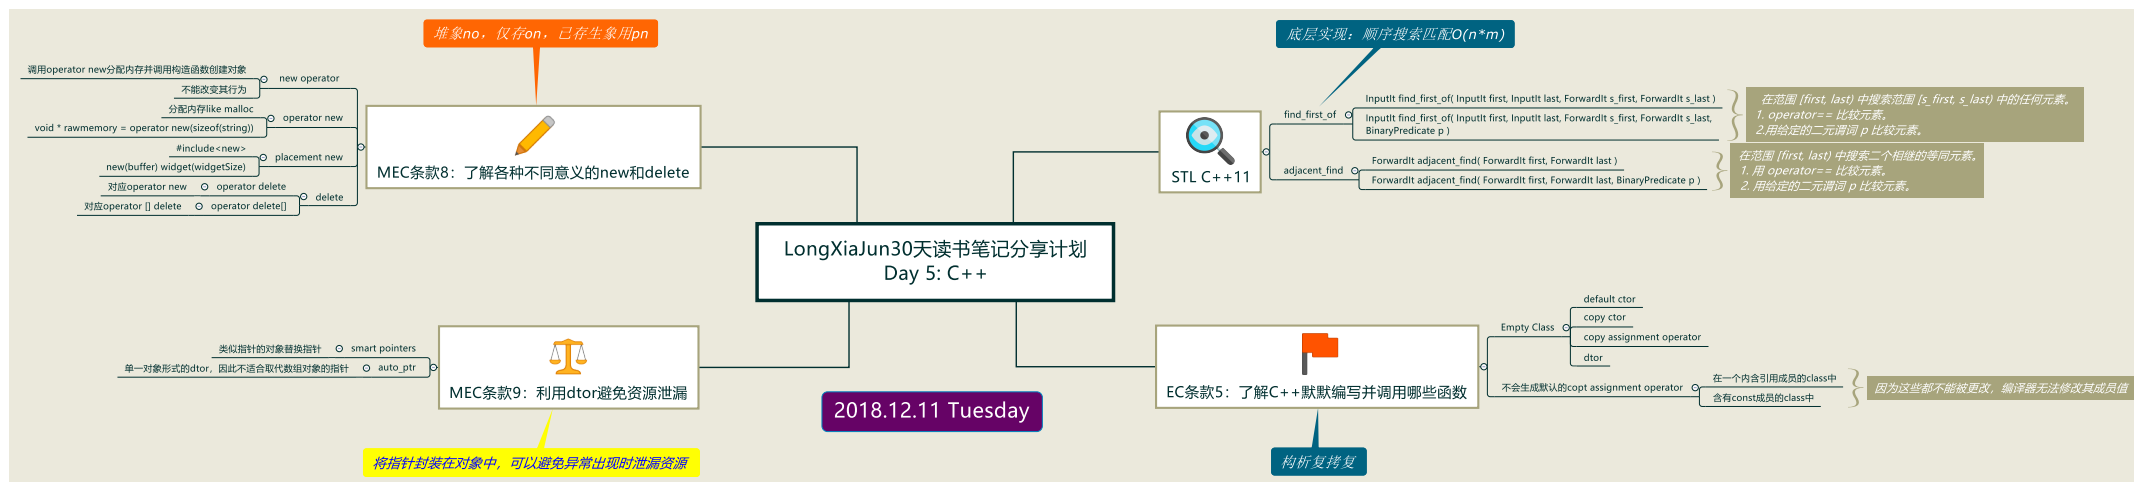 堆象no，仅存on，已存生象用pn
调用operator new分配内存并调用构造函数创建对象
new operator
不能改变其行为
分配内存like malloc
operator new
void * rawmemory = operator new(sizeof(string))
#include<new>
placement new
new(buffer) widget(widgetSize)
对应operator new
operator delete
delete
对应operator [] delete
operator delete[]
MEC条款8：了解各种不同意义的new和delete
底层实现：顺序搜索匹配O(n*m)
STL C++11
find_first_of
InputIt find_first_of( InputIt first, InputIt last, ForwardIt s_first, ForwardIt s_last )
InputIt find_first_of( InputIt first, InputIt last, ForwardIt s_first, ForwardIt s_last,
BinaryPredicate p )
在范围 [first, last) 中搜索范围 [s_first, s_last) 中的任何元素。
1. operator== 比较元素。
2.用给定的二元谓词 p 比较元素。
adjacent_find
ForwardIt adjacent_find( ForwardIt first, ForwardIt last )
ForwardIt adjacent_find( ForwardIt first, ForwardIt last, BinaryPredicate p )
在范围 [first, last) 中搜索二个相继的等同元素。
1. 用 operator== 比较元素。
2. 用给定的二元谓词 p 比较元素。
LongXiaJun30天读书笔记分享计划
Day 5: C++
类似指针的对象替换指针
smart pointers
单一对象形式的dtor，因此不适合取代数组对象的指针
auto_ptr
MEC条款9：利用dtor避免资源泄漏
将指针封装在对象中，可以避免异常出现时泄漏资源
2018.12.11 Tuesday
EC条款5：了解C++默默编写并调用哪些函数
Empty Class
default ctor
copy ctor
copy assignment operator
dtor
不会生成默认的copt assignment operator
在一个内含引用成员的class中
含有const成员的class中
因为这些都不能被更改，编译器无法修改其成员值
构析复拷复